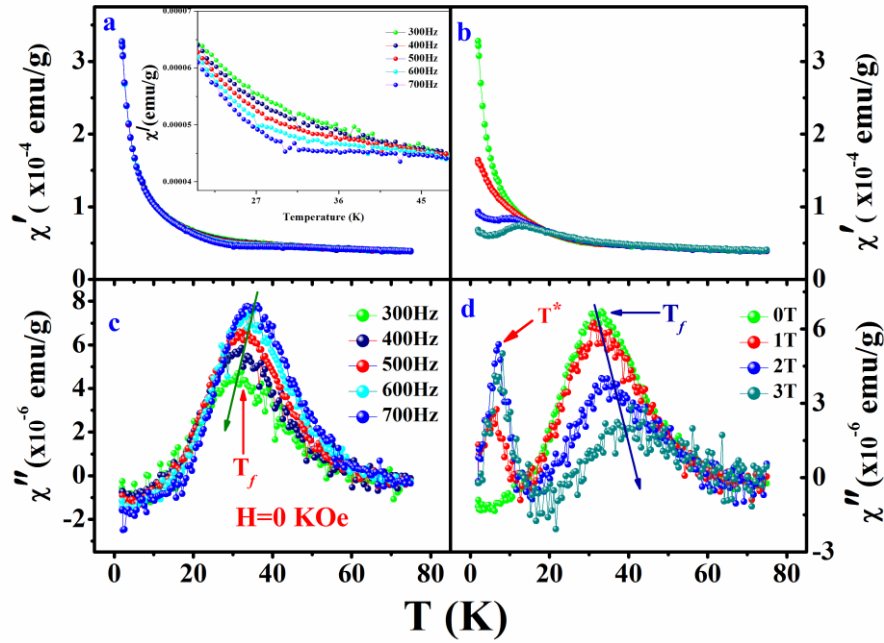 a
0.00007
0.00006
0.00005
0.00004
χ/(emu/g)
300Hz
400Hz
500Hz
600Hz
700Hz
27 36 45
Temperature (K)
3
2
1
0
χ′ ( x10-4 emu/g)
b
3
2
1
0
χ′ ( x10-4 emu/g)
c
8
6
4
2
0
-2
χ″ (x10-6 emu/g)
300Hz
400Hz
500Hz
600Hz
700Hz
Tf
H=0 KOe
0 20 40 60 80
d
T*
Tf
0T
1T
2T
3T
6
3
0
-3
χ″ (x10-6 emu/g)
0 20 40 60 80
T (K)